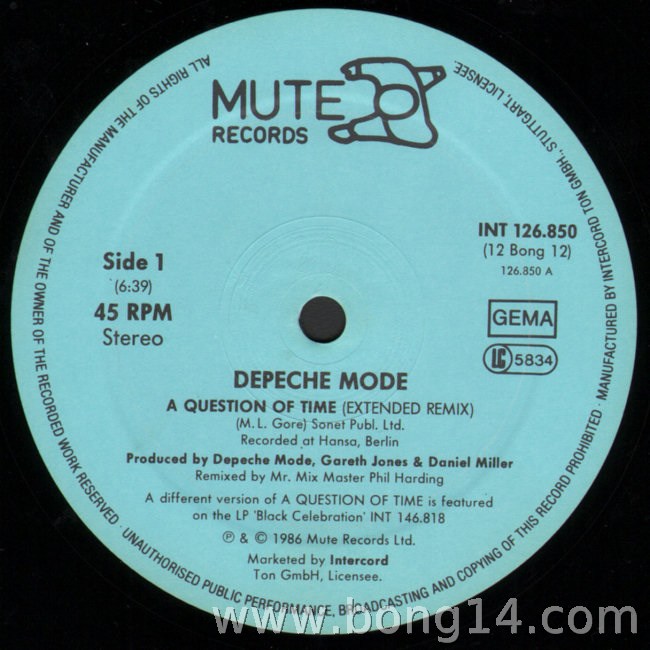 MUTE
RECORDS
ALL RIGHTS OF THE MANUFACTURER AND OF THE OWNER OF THE RECORDED WORK RESERVED · UNAUTHORISED PUBLIC PERFORMANCE, BROADCASTING AND COPYING OF THIS RECORD PROHIBITED · MANUFACTURED BY INTERCORD TON GMBH., STUTTGART, LICENSEE.
Side 1
(6:39)
45 RPM
Stereo
INT 126.850
(12 Bong 12)
126.850 A
GEMA
LC 5834
DEPECHE MODE
A QUESTION OF TIME (EXTENDED REMIX)
(M.L. Gore) Sonet Publ. Ltd.
Recorded at Hansa, Berlin
Produced by Depeche Mode, Gareth Jones & Daniel Miller
Remixed by Mr. Mix Master Phil Harding
A different version of A QUESTION OF TIME is featured
on the LP 'Black Celebration' INT 146.818
℗ & © 1986 Mute Records Ltd.
Marketed by Intercord
Ton GmbH, Licensee.
www.bong14.com